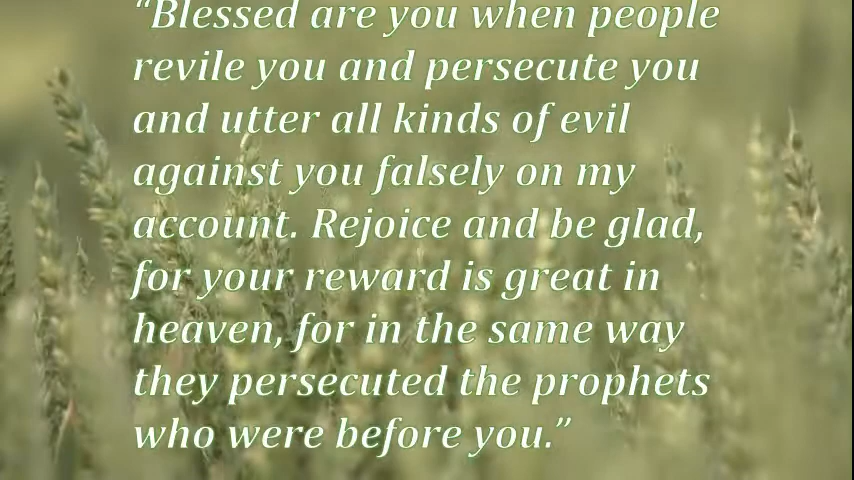 “Blessed are you when people
revile you and persecute you
and utter all kinds of evil
against you falsely on my
account. Rejoice and be glad,
for your reward is great in
heaven, for in the same way
they persecuted the prophets
who were before you.”